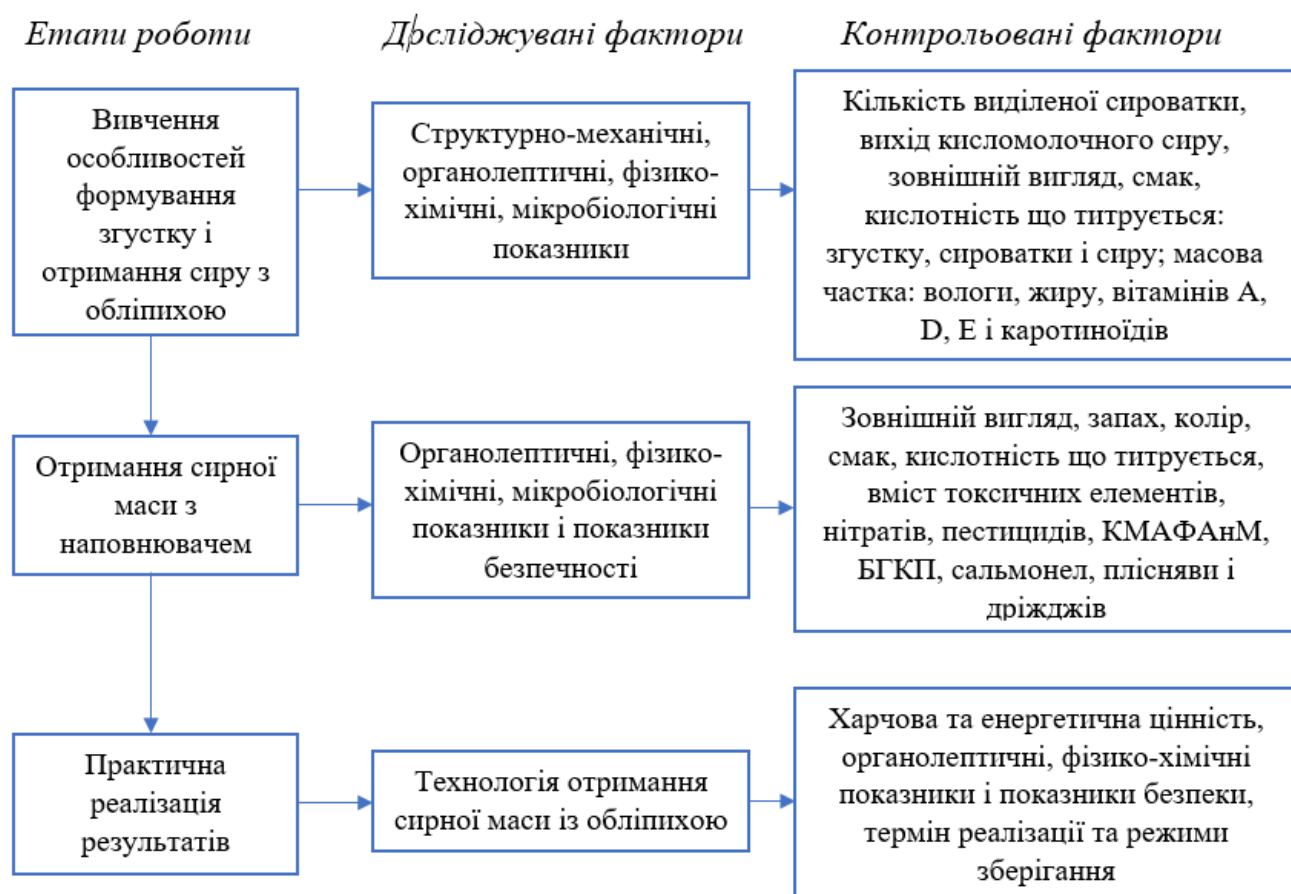 Етапи роботи
Досліджувані фактори
Контрольовані фактори
Вивчення
особливостей
формування
згустку і
отримання сиру з
обліпихою
Структурно-механічні,
органолептичні, фізико-
хімічні, мікробіологічні
показники
Кількість виділеної сироватки,
вихід кисломолочного сиру,
зовнішній вигляд, смак,
кислотність що титрується:
згустку, сироватки і сиру; масова
частка: вологи, жиру, вітамінів А,
D, Е і каротиноїдів
Отримання сирної
маси з
наповнювачем
Органолептичні, фізико-
хімічні, мікробіологічні
показники і показники
безпечності
Зовнішній вигляд, запах, колір,
смак, кислотність що титрується,
вміст токсичних елементів,
нітратів, пестицидів, КМАФАнМ,
БГКП, сальмонел, плісняви і
дріжджів
Практична
реалізація
результатів
Технологія отримання
сирної маси із обліпихою
Харчова та енергетична цінність,
органолептичні, фізико-хімічні
показники і показники безпеки,
термін реалізації та режими
зберігання